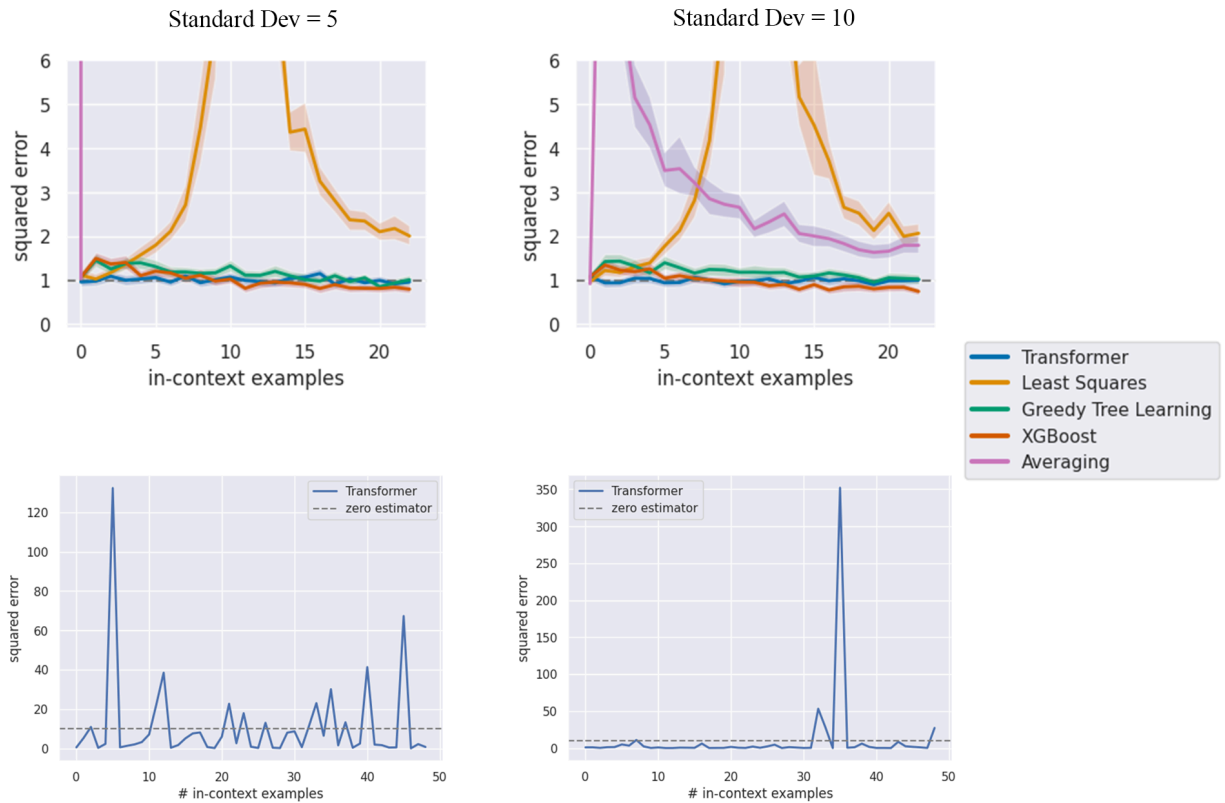 Standard Dev = 5
Standard Dev = 10
6
5
4
3
2
1
0
squared error
0 5 10 15 20
in-context examples
6
5
4
3
2
1
0
squared error
0 5 10 15 20
in-context examples
Transformer
Least Squares
Greedy Tree Learning
XGBoost
Averaging
120
100
80
60
40
20
0
squared error
Transformer
zero estimator
0 10 20 30 40 50
# in-context examples
350
300
250
200
150
100
50
0
squared error
Transformer
zero estimator
0 10 20 30 40 50
# in-context examples